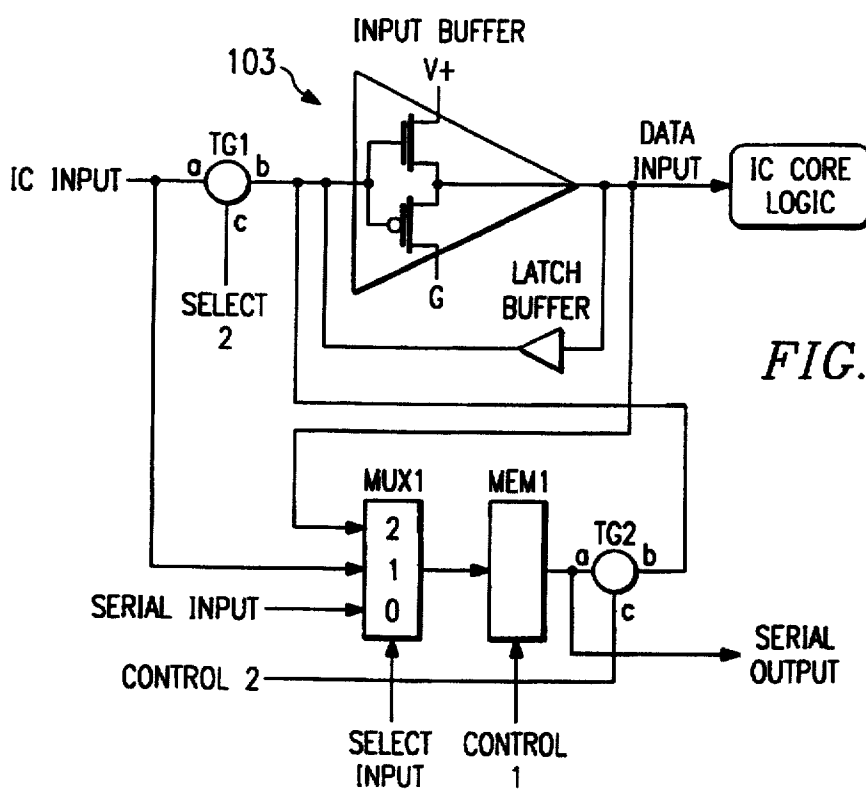 INPUT BUFFER
103
V+
TG1
a
b
c
IC INPUT
DATA
INPUT
IC CORE
LOGIC
SELECT
2
G
LATCH
BUFFER
FIG.
MUX1
MEM1
2
1
0
TG2
a
b
c
SERIAL INPUT
SERIAL
OUTPUT
CONTROL 2
SELECT
INPUT
CONTROL
1